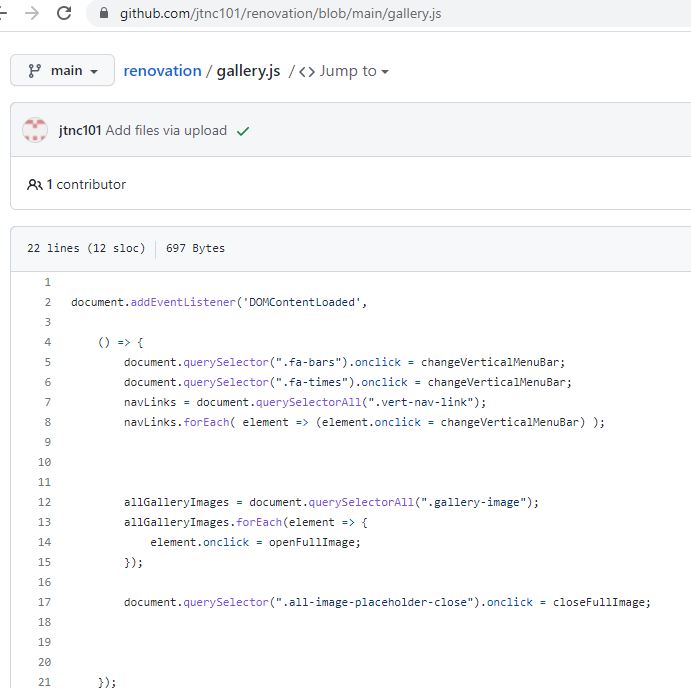 github.com/jtnc101/renovation/blob/main/gallery.js
main renovation / gallery.js / <> Jump to
jtnc101 Add files via upload
1 contributor
22 lines (12 sloc) 697 Bytes
1
2 document.addEventListener('DOMContentLoaded',
3
4 () => {
5 document.querySelector(".fa-bars").onclick = changeVerticalMenuBar;
6 document.querySelector(".fa-times").onclick = changeVerticalMenuBar;
7 navLinks = document.querySelectorAll(".vert-nav-link");
8 navLinks.forEach( element => (element.onclick = changeVerticalMenuBar) );
9
10
11
12 allGalleryImages = document.querySelectorAll(".gallery-image");
13 allGalleryImages.forEach(element => {
14 element.onclick = openFullImage;
15 });
16
17 document.querySelector(".all-image-placeholder-close").onclick = closeFullImage;
18
19
20
21 });